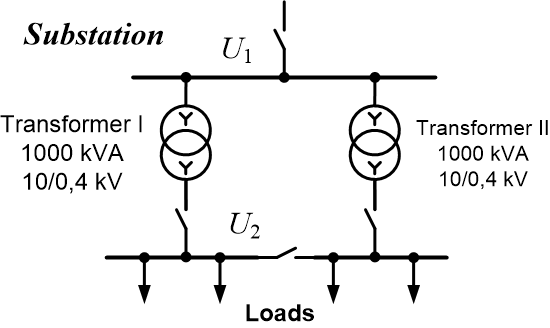 Substation
U1
Transformer I
1000 kVA
10/0,4 kV
Transformer II
1000 kVA
10/0,4 kV
U2
Loads